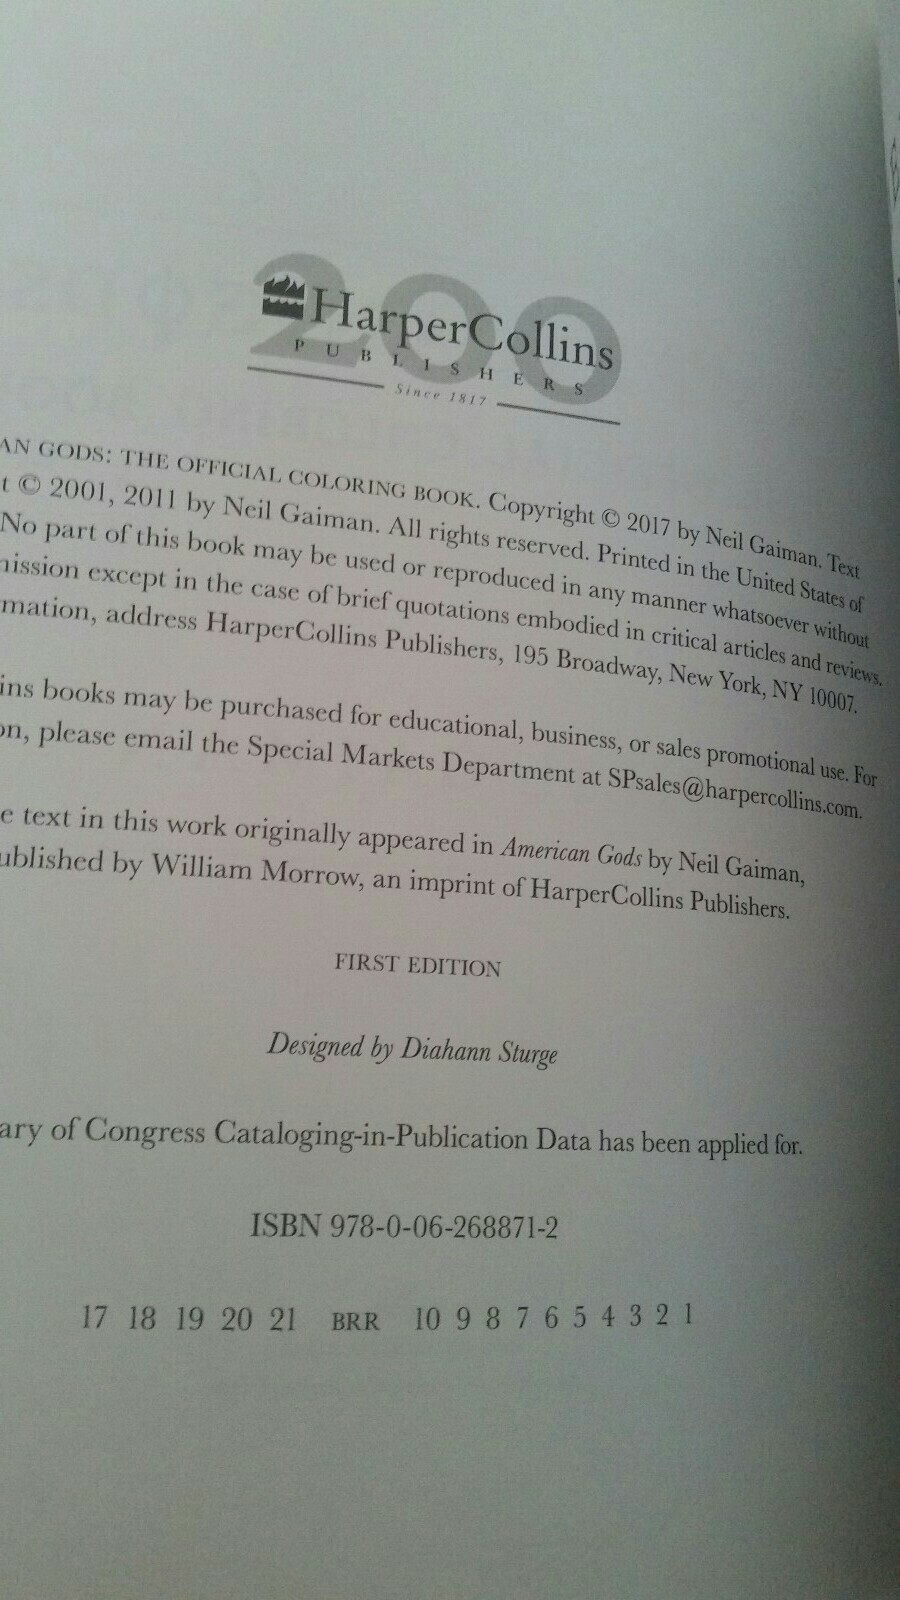 200
HarperCollins
PUBLISHERS
Since 1817
AN GODS: THE OFFICIAL COLORING BOOK. Copyright © 2017 by Neil Gaiman. Text
t © 2001, 2011 by Neil Gaiman. All rights reserved. Printed in the United States of
No part of this book may be used or reproduced in any manner whatsoever without
nission except in the case of brief quotations embodied in critical articles and reviews.
rmation, address HarperCollins Publishers, 195 Broadway, New York, NY 10007.
ins books may be purchased for educational, business, or sales promotional use. For
on, please email the Special Markets Department at SPsales@harpercollins.com.
e text in this work originally appeared in American Gods by Neil Gaiman,
ublished by William Morrow, an imprint of HarperCollins Publishers.
FIRST EDITION
Designed by Diahann Sturge
ary of Congress Cataloging-in-Publication Data has been applied for.
ISBN 978-0-06-268871-2
17 18 19 20 21 BRR 10 9 8 7 6 5 4 3 2 1